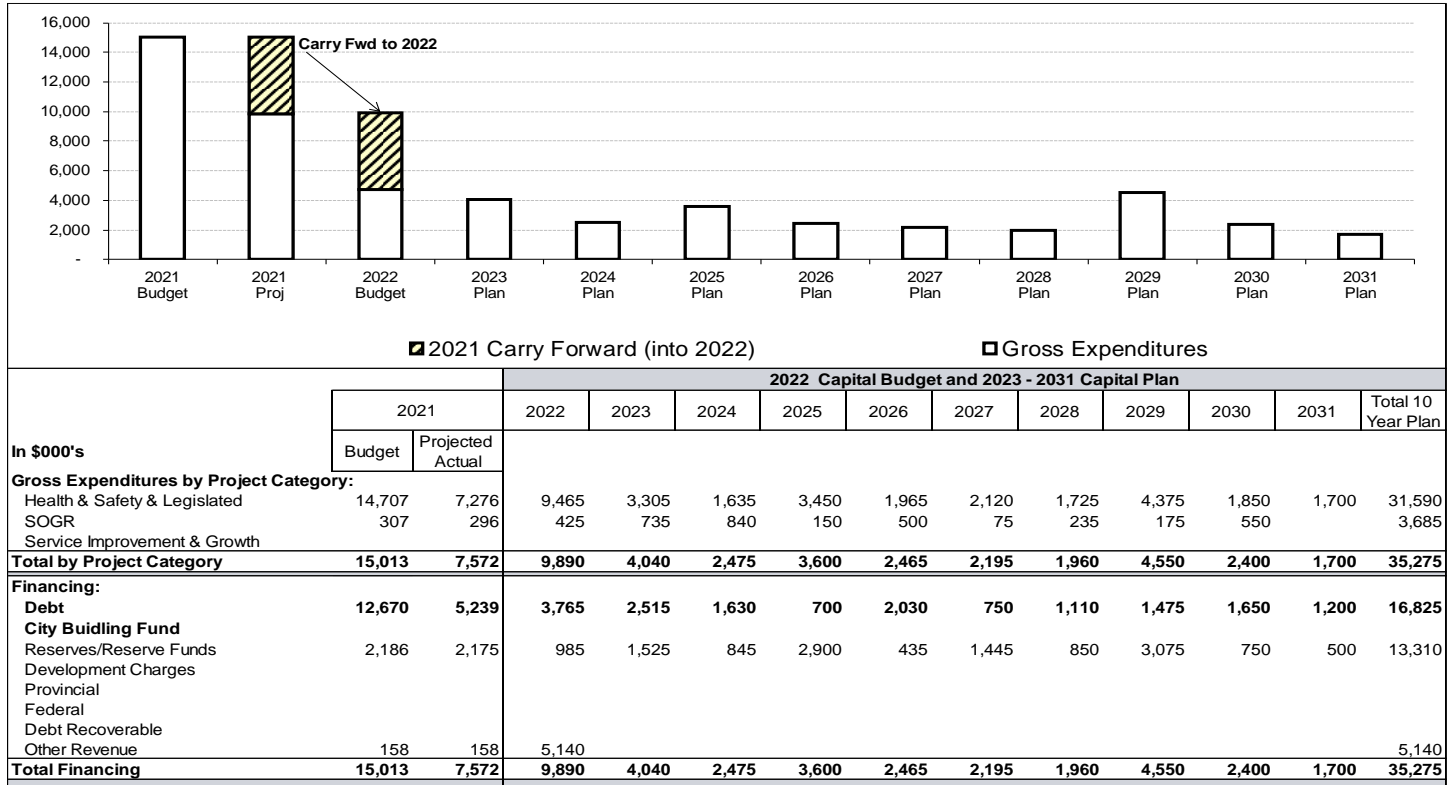 16,000
14,000
12,000
10,000
8,000
6,000
4,000
2,000
-
Carry Fwd to 2022
2021 2021 2022 2023 2024 2025 2026 2027 2028 2029 2030 2031
Budget Proj Budget Plan Plan Plan Plan Plan Plan Plan Plan Plan
2021 Carry Forward (into 2022) Gross Expenditures
2022 Capital Budget and 2023 - 2031 Capital Plan
2021 2022 2023 2024 2025 2026 2027 2028 2029 2030 2031 Total 10 Year Plan
In $000's Budget Projected Actual
Gross Expenditures by Project Category:
Health & Safety & Legislated 14,707 7,276 9,465 3,305 1,635 3,450 1,965 2,120 1,725 4,375 1,850 1,700 31,590
SOGR 307 296 425 735 840 150 500 75 235 175 550 3,685
Service Improvement & Growth
Total by Project Category 15,013 7,572 9,890 4,040 2,475 3,600 2,465 2,195 1,960 4,550 2,400 1,700 35,275
Financing:
Debt 12,670 5,239 3,765 2,515 1,630 700 2,030 750 1,110 1,475 1,650 1,200 16,825
City Buidling Fund
Reserves/Reserve Funds 2,186 2,175 985 1,525 845 2,900 435 1,445 850 3,075 750 500 13,310
Development Charges
Provincial
Federal
Debt Recoverable
Other Revenue 158 158 5,140 5,140
Total Financing 15,013 7,572 9,890 4,040 2,475 3,600 2,465 2,195 1,960 4,550 2,400 1,700 35,275